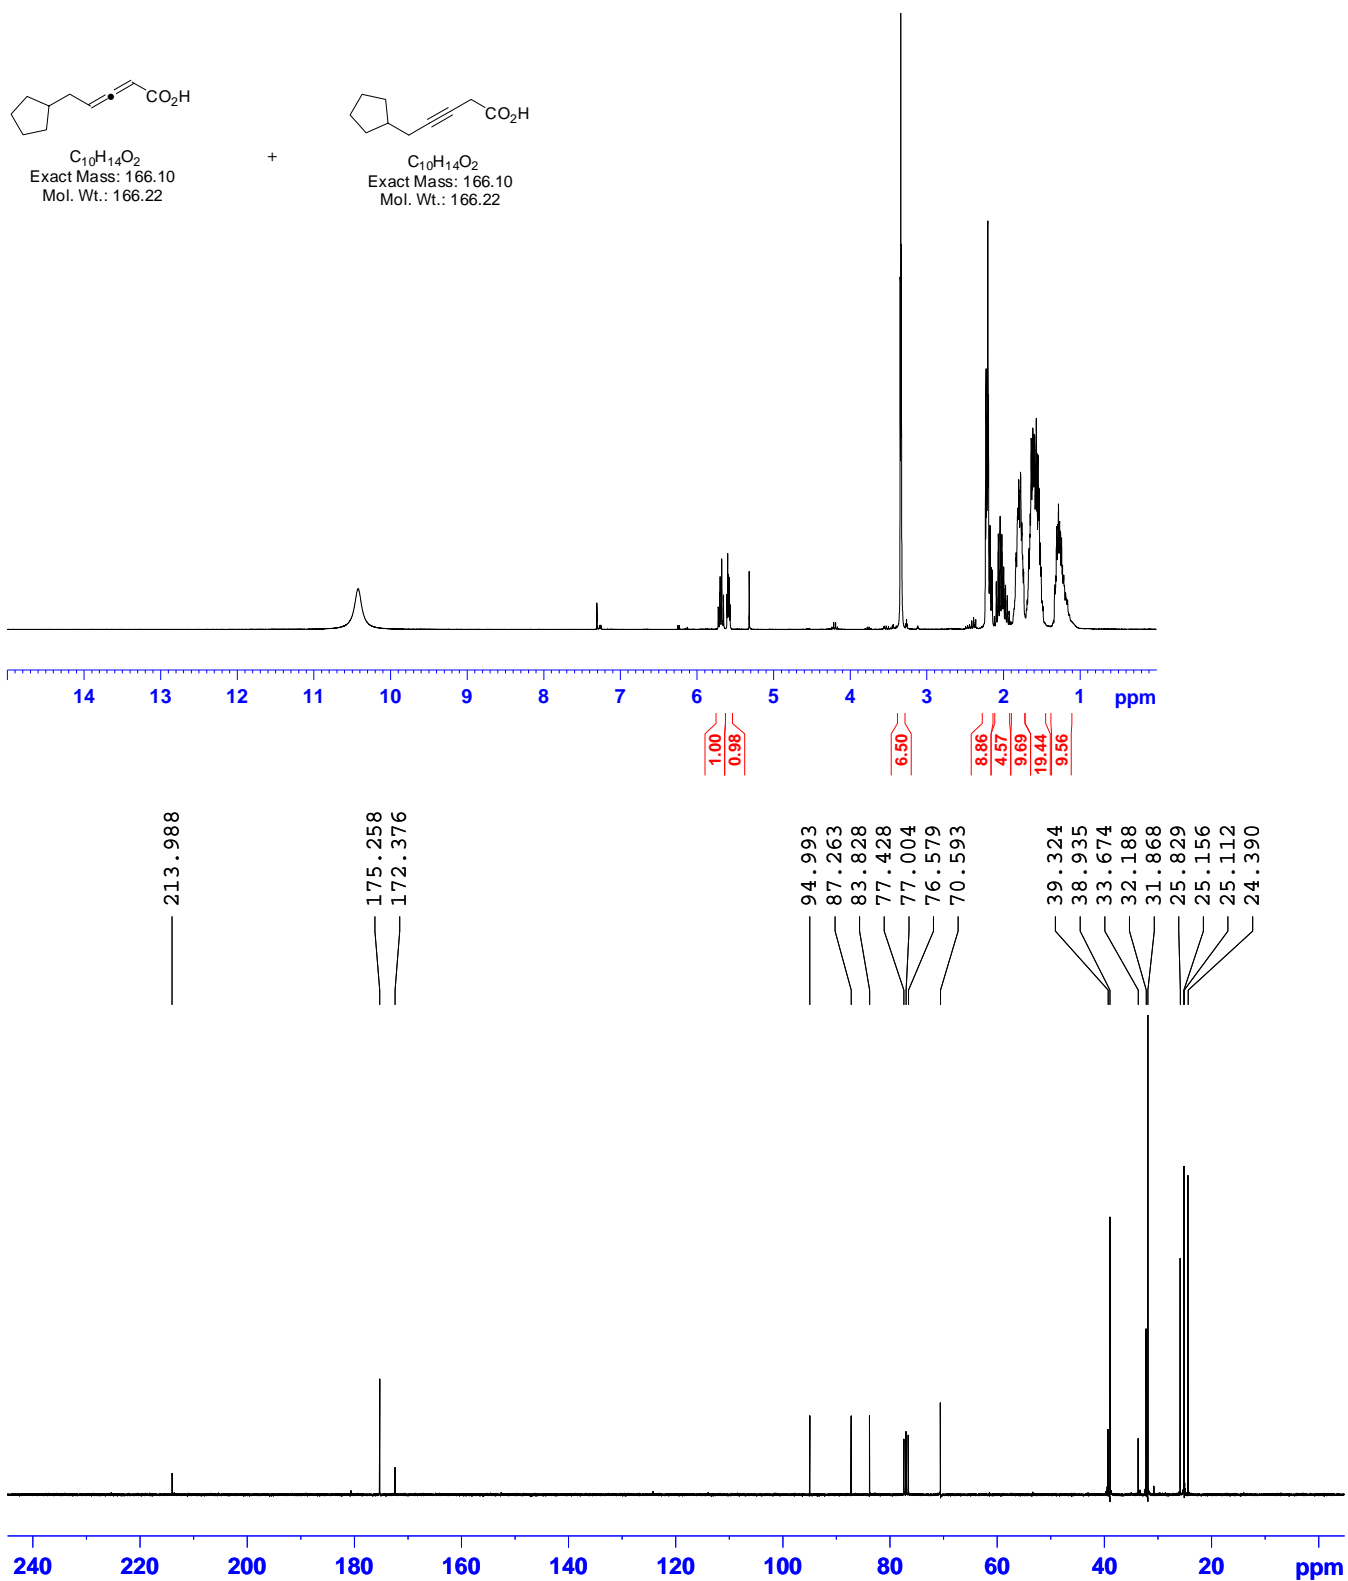 CO₂H
CO₂H
C₁₀H₁₄O₂
Exact Mass: 166.10
Mol. Wt.: 166.22
+
C₁₀H₁₄O₂
Exact Mass: 166.10
Mol. Wt.: 166.22
14 13 12 11 10 9 8 7 6 5 4 3 2 1 ppm
1.00 0.98 6.50 8.86 4.57 9.69 19.44 9.56
213.988 175.258 172.376 94.993 87.263 83.828 77.428 77.004 76.579 70.593 39.324 38.935 33.674 32.188 31.868 25.829 25.156 25.112 24.390
240 220 200 180 160 140 120 100 80 60 40 20 ppm